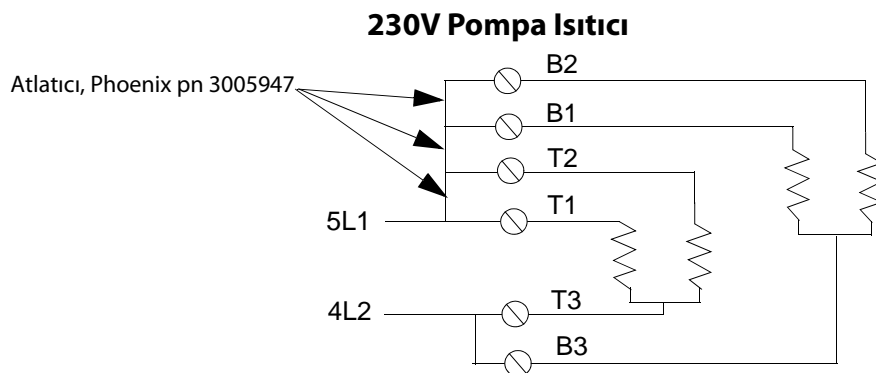 230V Pompa Isıtıcı
B2
Atlatıcı, Phoenix pn 3005947
B1
T2
5L1
T1
4L2
T3
B3